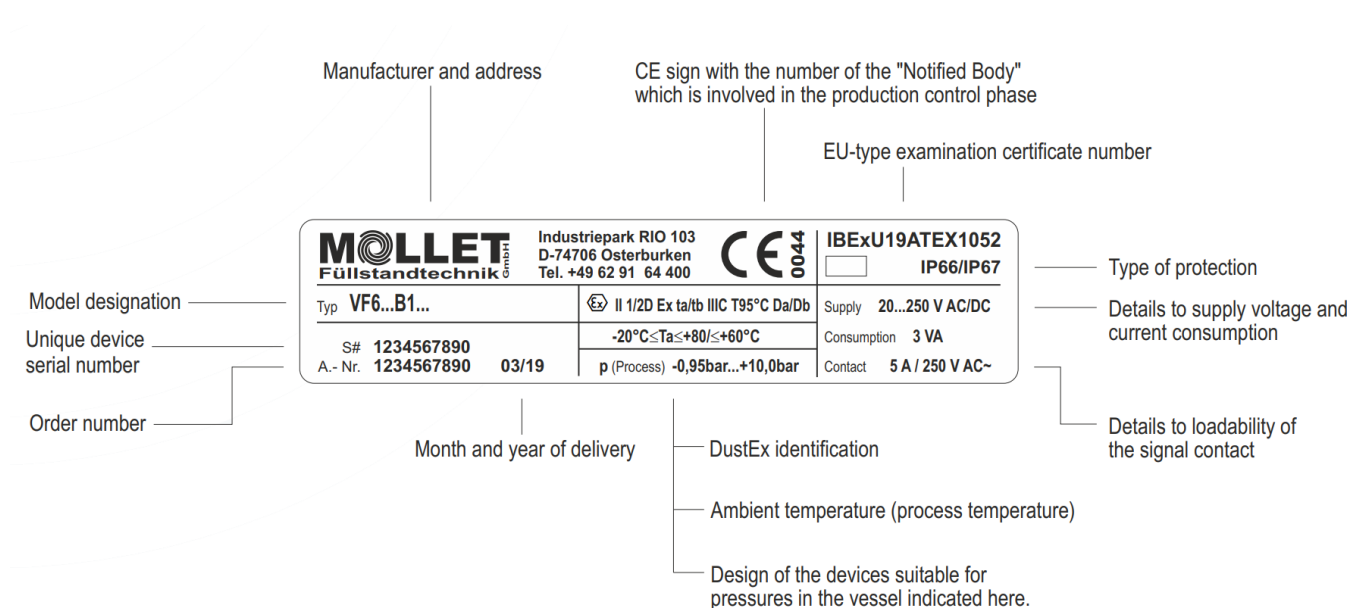 Manufacturer and address
CE sign with the number of the "Notified Body"
which is involved in the production control phase
EU-type examination certificate number
MOLLET
GmbH
Füllstandtechnik
Industriepark RIO 103
D-74706 Osterburken
Tel. +49 62 91 64 400
CE
0044
IBExU19ATEX1052
IP66/IP67
Typ VF6...B1...
Ex II 1/2D Ex ta/tb IIIC T95°C Da/Db
Supply 20...250 V AC/DC
-20°C≤Ta≤+80/≤+60°C
Consumption 3 VA
S# 1234567890
A.- Nr. 1234567890 03/19
p (Process) -0,95bar...+10,0bar
Contact 5 A / 250 V AC~
Model designation
Unique device
serial number
Order number
Month and year of delivery
DustEx identification
Ambient temperature (process temperature)
Design of the devices suitable for
pressures in the vessel indicated here.
Type of protection
Details to supply voltage and
current consumption
Details to loadability of
the signal contact